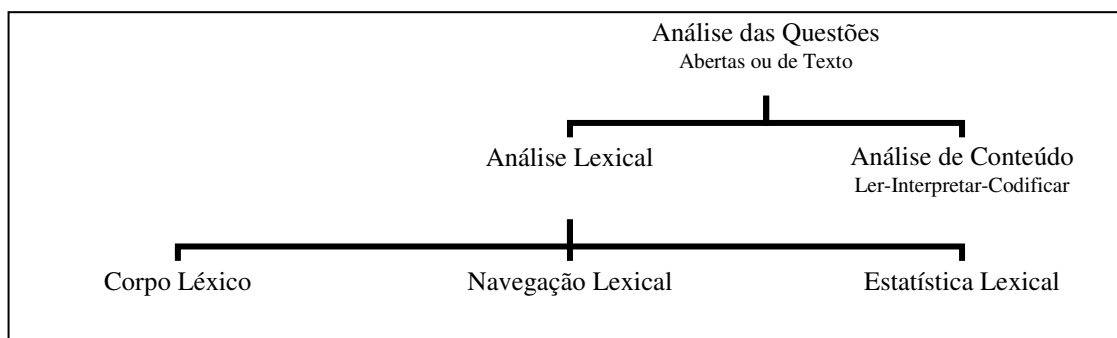 Análise das Questões
Abertas ou de Texto
Análise Lexical
Análise de Conteúdo
Ler-Interpretar-Codificar
Corpo Léxico
Navegação Lexical
Estatística Lexical